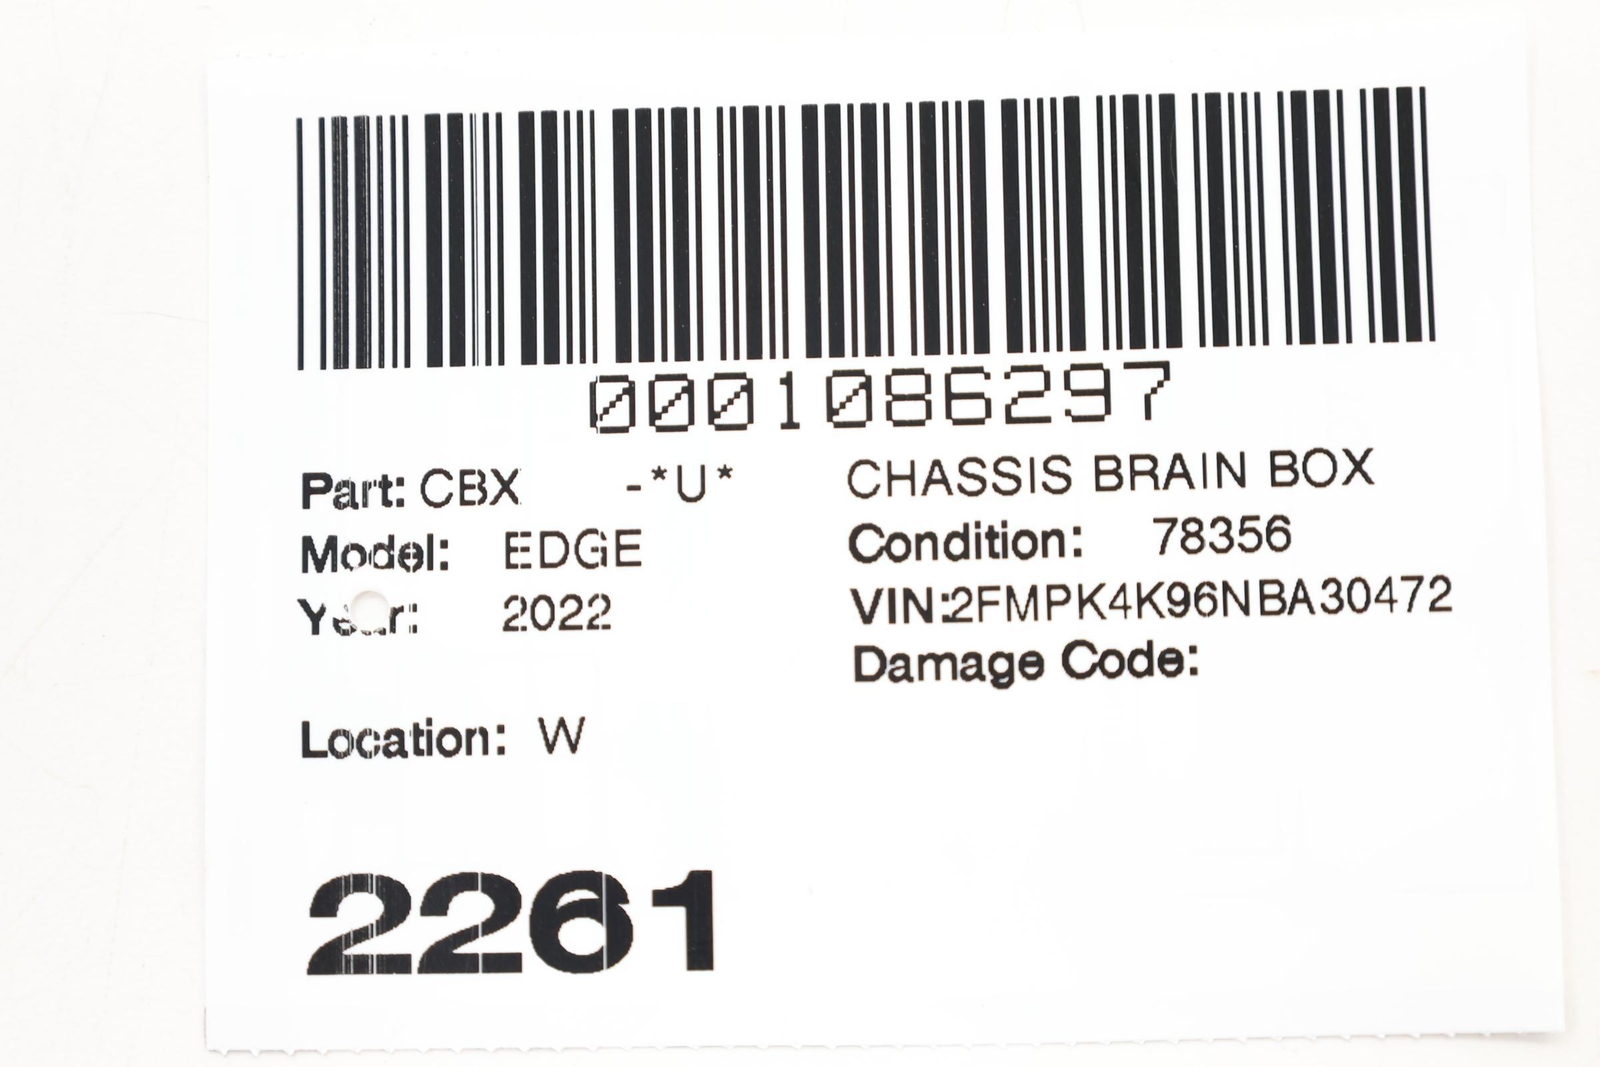 0001086297
Part: CBX -*U* CHASSIS BRAIN BOX
Model: EDGE Condition: 78356
Year: 2022 VIN:2FMPK4K96NBA30472
Damage Code:
Location: W
2261